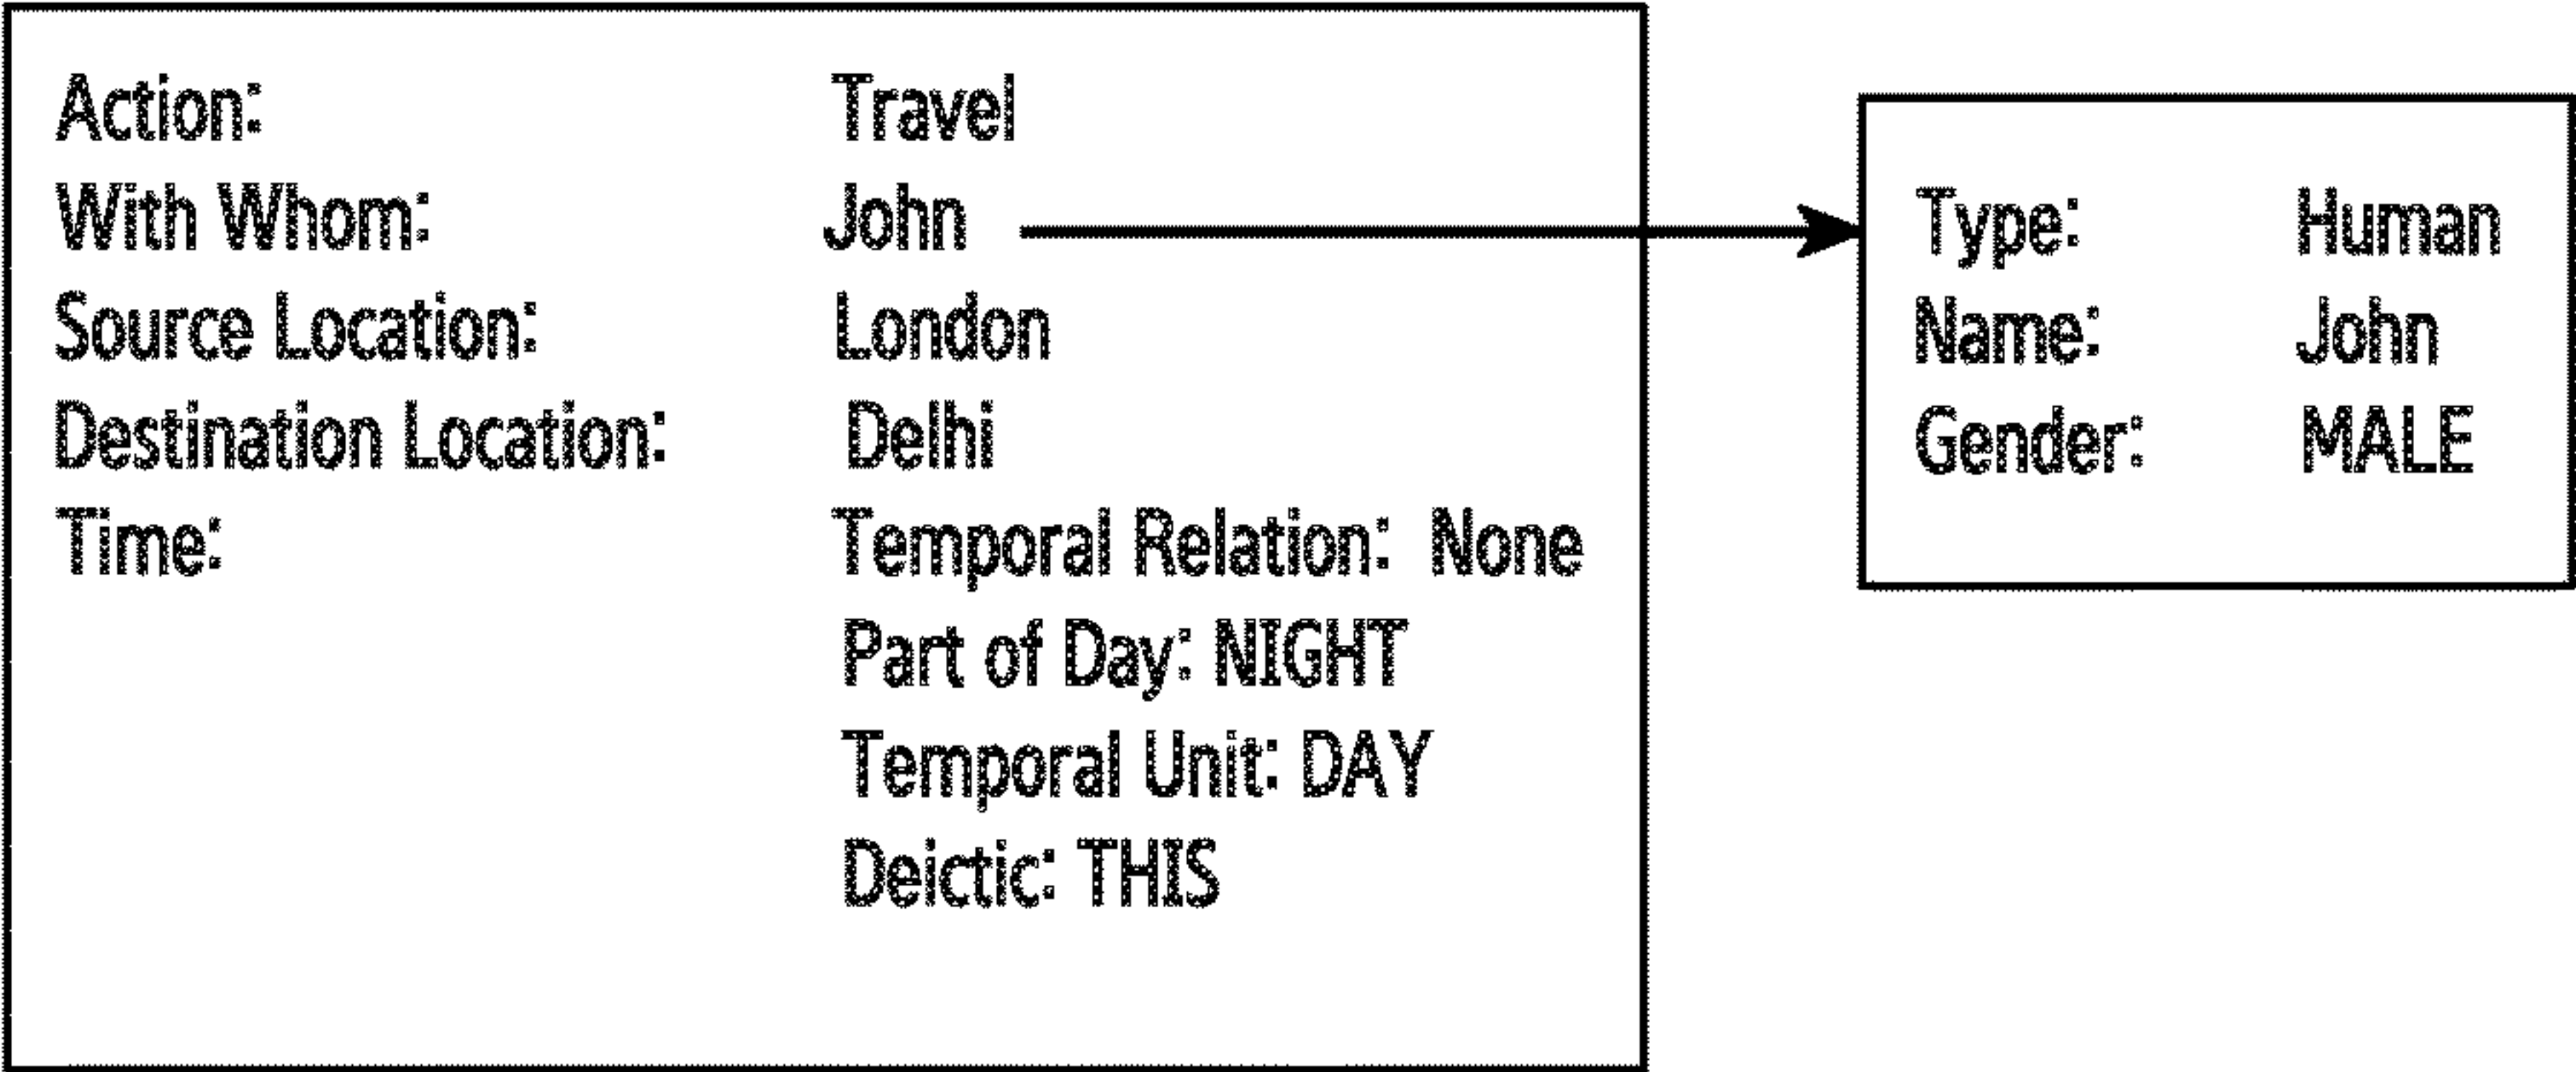 Action: Travel
With Whom: John
Source Location: London
Destination Location: Delhi
Time: Temporal Relation: None
Part of Day: NIGHT
Temporal Unit: DAY
Deictic: THIS
Type: Human
Name: John
Gender: MALE